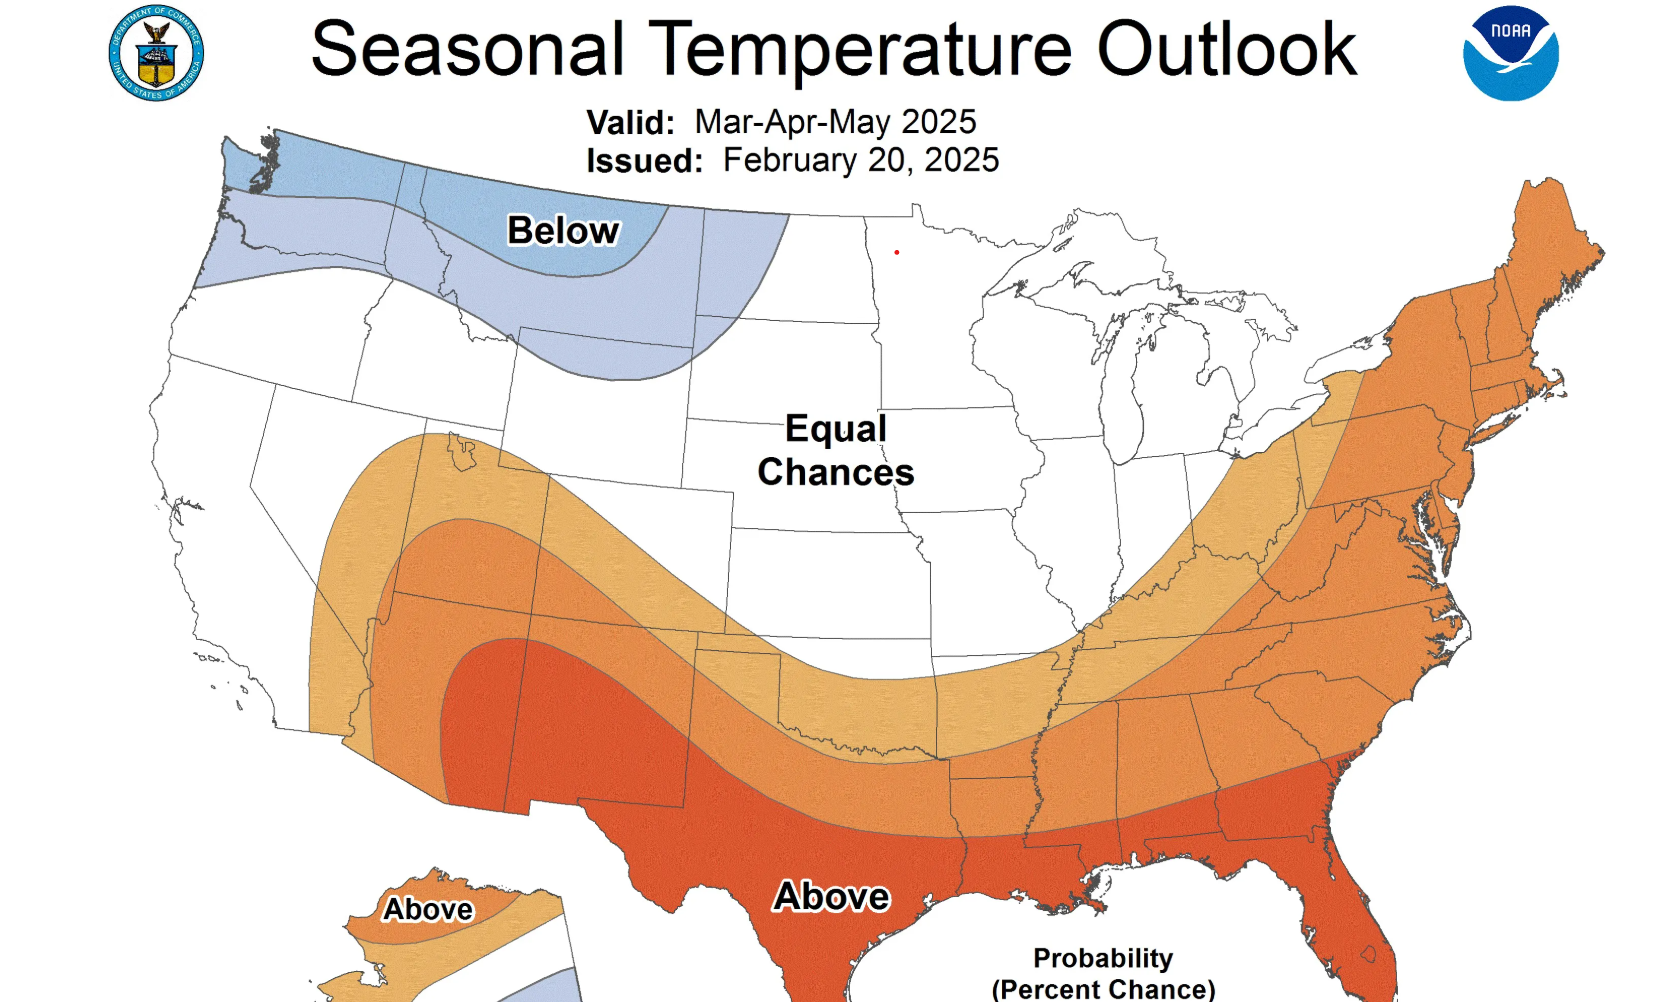 DEPARTMENT OF COMMERCE
UNITED STATES OF AMERICA
Seasonal Temperature Outlook
NOAA
Valid: Mar-Apr-May 2025
Issued: February 20, 2025
Below
Equal
Chances
Above
Above
Probability
(Percent Chance)